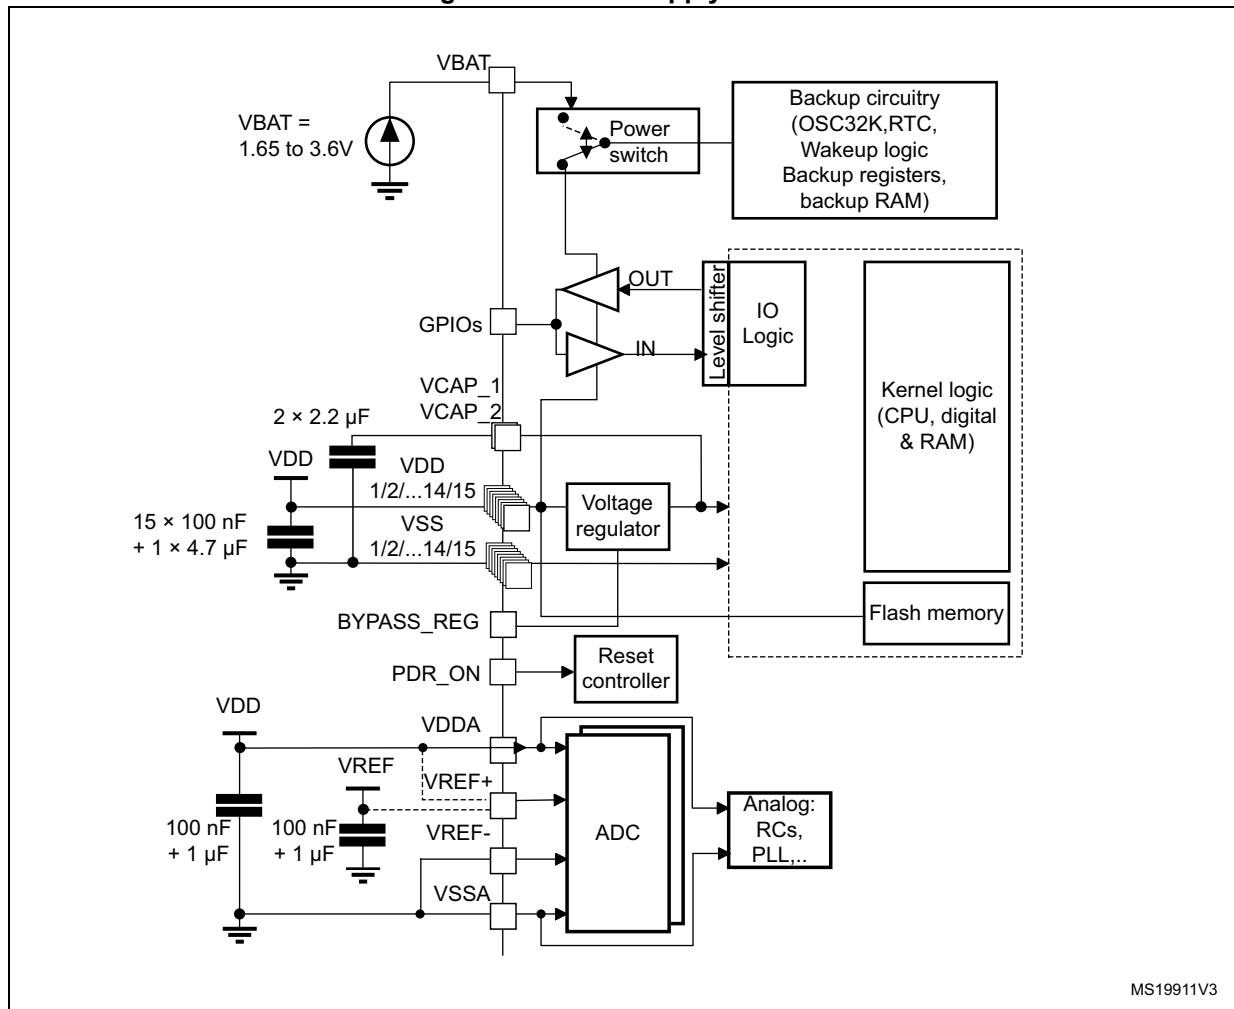 VBAT
VBAT =
1.65 to 3.6V
Power
switch
Backup circuitry
(OSC32K,RTC,
Wakeup logic
Backup registers,
backup RAM)
OUT
GPIOs
IN
Level shifter
IO
Logic
Kernel logic
(CPU, digital
& RAM)
VCAP_1
VCAP_2
2 × 2.2 μF
VDD
VDD
1/2/...14/15
15 × 100 nF
+ 1 × 4.7 μF
VSS
1/2/...14/15
Voltage
regulator
Flash memory
BYPASS_REG
PDR_ON
Reset
controller
VDD
VDDA
VREF
VREF+
100 nF
+ 1 μF
100 nF
+ 1 μF
VREF-
VSSA
ADC
Analog:
RCs,
PLL,..
MS19911V3